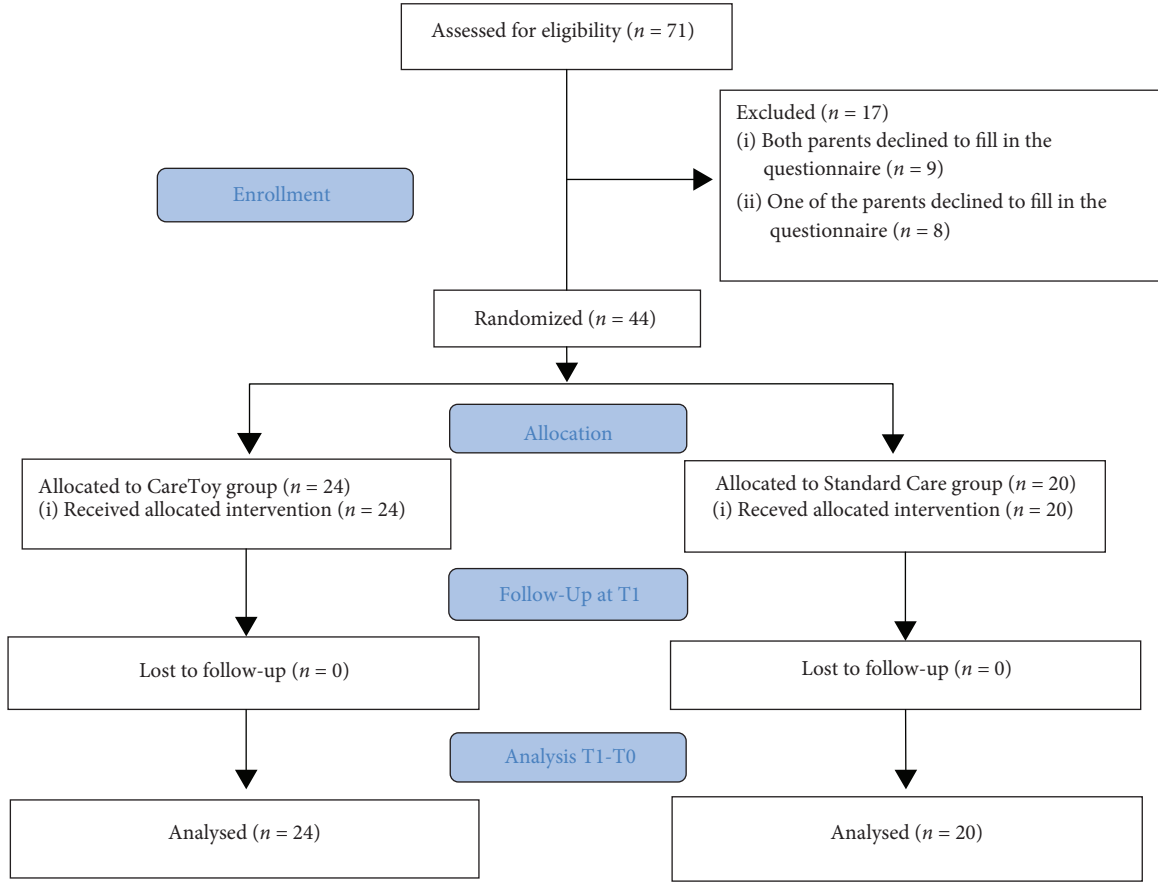 Assessed for eligibility (n = 71)
Excluded (n = 17)
(i) Both parents declined to fill in the
questionnaire (n = 9)
(ii) One of the parents declined to fill in the
questionnaire (n = 8)
Enrollment
Randomized (n = 44)
Allocation
Allocated to CareToy group (n = 24)
(i) Received allocated intervention (n = 24)
Allocated to Standard Care group (n = 20)
(i) Receved allocated intervention (n = 20)
Follow-Up at T1
Lost to follow-up (n = 0)
Lost to follow-up (n = 0)
Analysis T1-T0
Analysed (n = 24)
Analysed (n = 20)